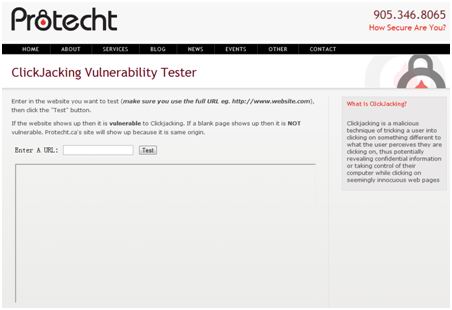 Protecht
905.346.8065
How Secure Are You?
HOME ABOUT SERVICES BLOG NEWS EVENTS OTHER CONTACT
ClickJacking Vulnerability Tester
Enter in the website you want to test (make sure you use the full URL eg. http://www.website.com),
then click the "Test" button.
If the website shows up then it is vulnerable to Clickjacking. If a blank page shows up then it is NOT
vulnerable. Protecht.ca's site will show up because it is same origin.
Enter A URL: Test
What is ClickJacking?
Clickjacking is a malicious
technique of tricking a user into
clicking on something different to
what the user perceives they are
clicking on, thus potentially
revealing confidential information
or taking control of their
computer while clicking on
seemingly innocuous web pages